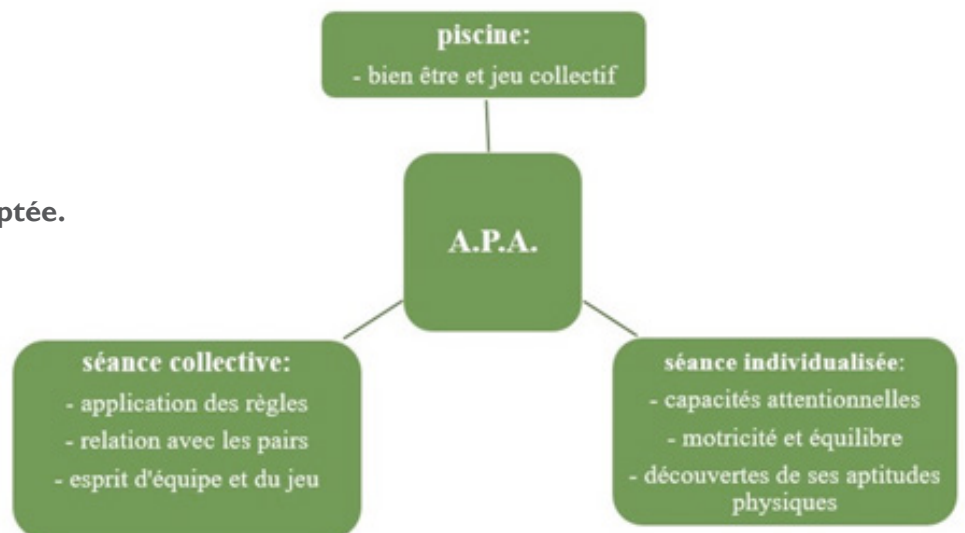 piscine:
- bien être et jeu collectif
ptée.
A.P.A.
séance collective:
- application des règles
- relation avec les pairs
- esprit d'équipe et du jeu
séance individualisée:
- capacités attentionnelles
- motricité et équilibre
- découvertes de ses aptitudes
physiques